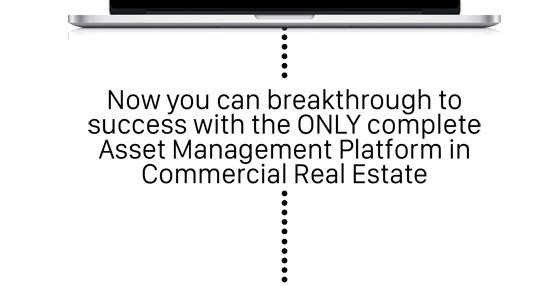 Now you can breakthrough to
success with the ONLY complete
Asset Management Platform in
Commercial Real Estate